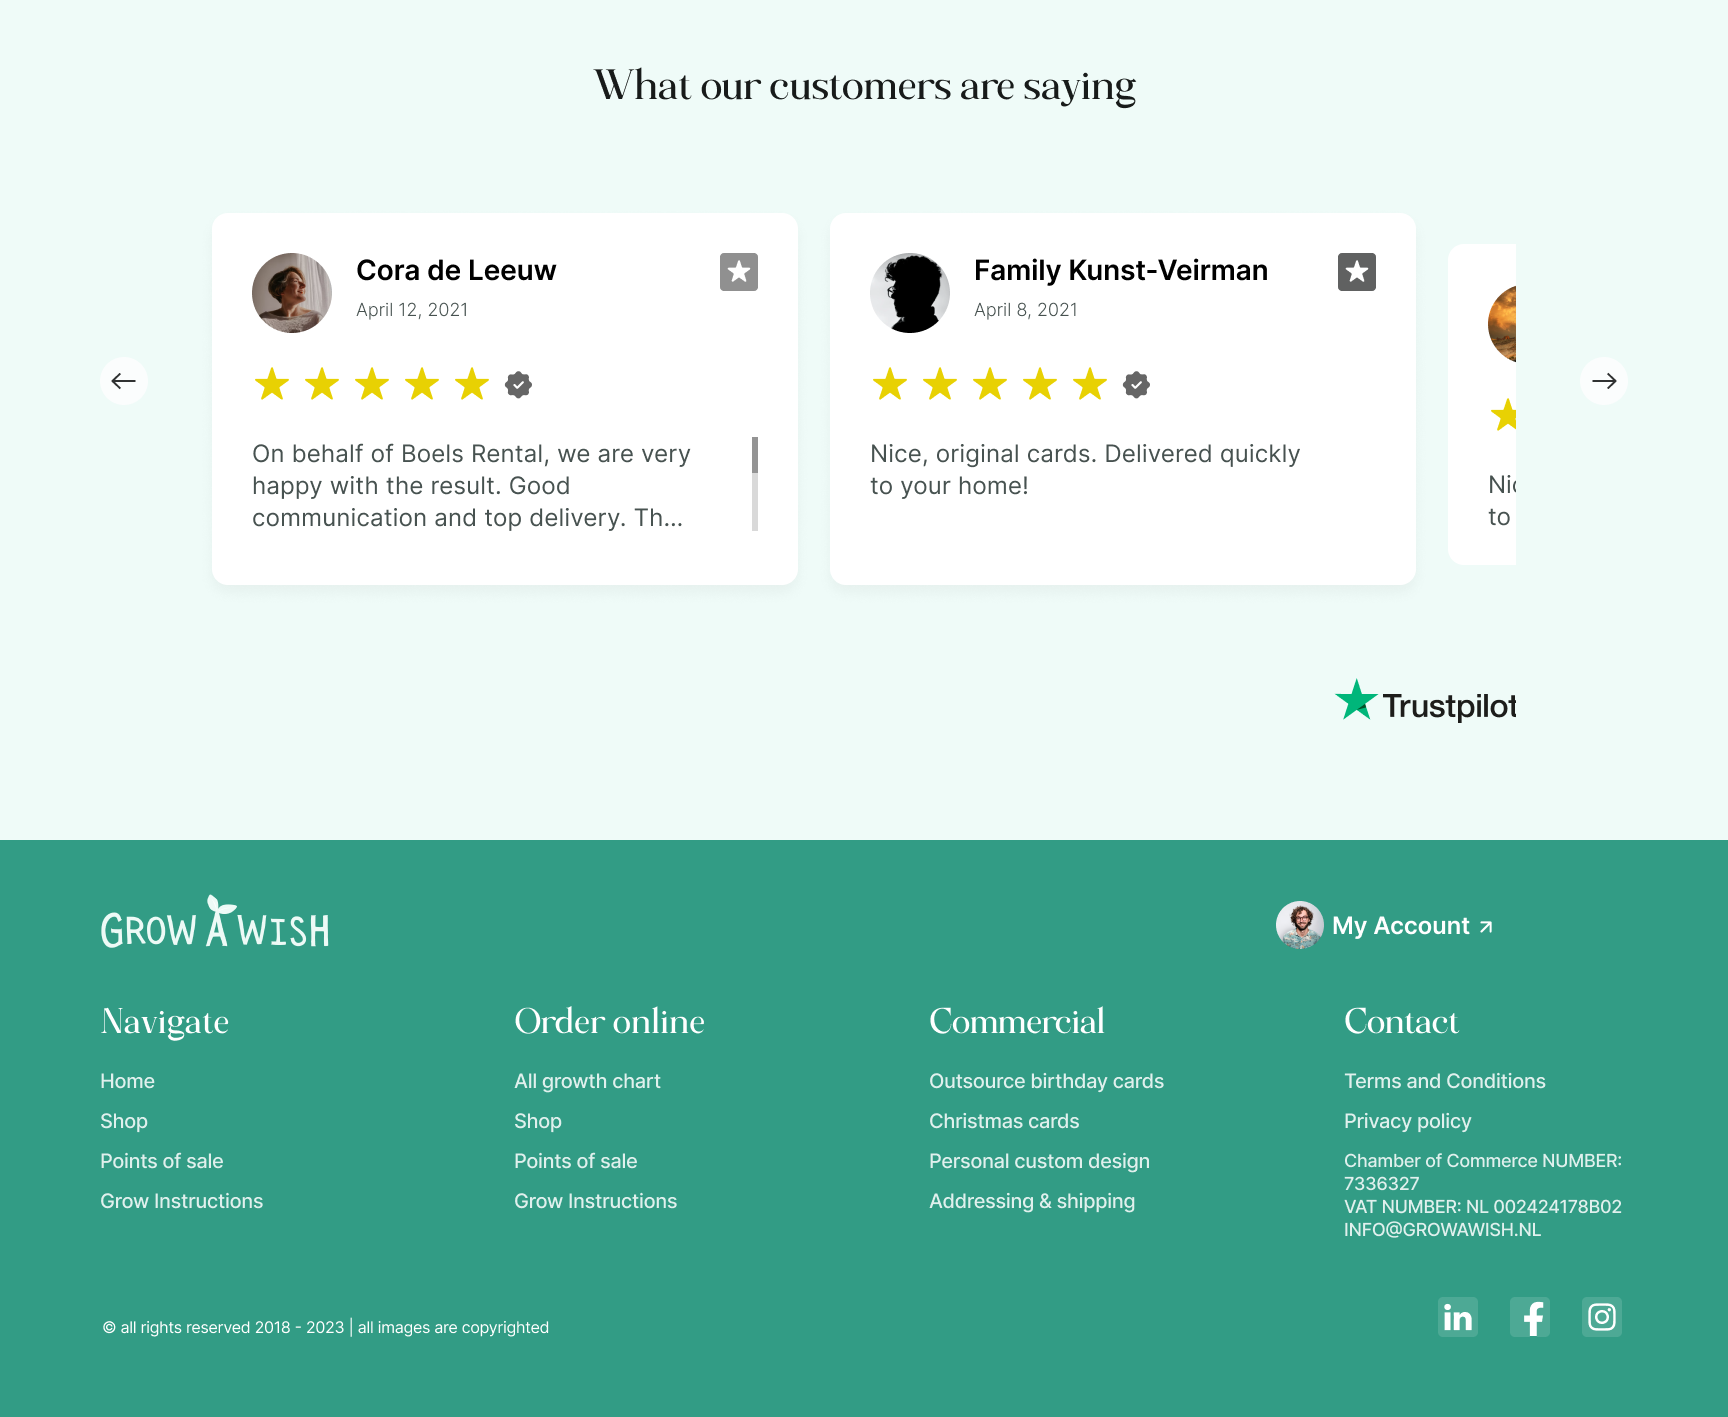 What our customers are saying
Cora de Leeuw
April 12, 2021
On behalf of Boels Rental, we are very
happy with the result. Good
communication and top delivery. Th...
Family Kunst-Veirman
April 8, 2021
Nice, original cards. Delivered quickly
to your home!
to
Trustpilot
GROW A WISH
My Account
Navigate
Home
Shop
Points of sale
Grow Instructions
Order online
All growth chart
Shop
Points of sale
Grow Instructions
Commercial
Outsource birthday cards
Christmas cards
Personal custom design
Addressing & shipping
Contact
Terms and Conditions
Privacy policy
Chamber of Commerce NUMBER:
7336327
VAT NUMBER: NL 002424178B02
INFO@GROWAWISH.NL
© all rights reserved 2018 - 2023 | all images are copyrighted
in